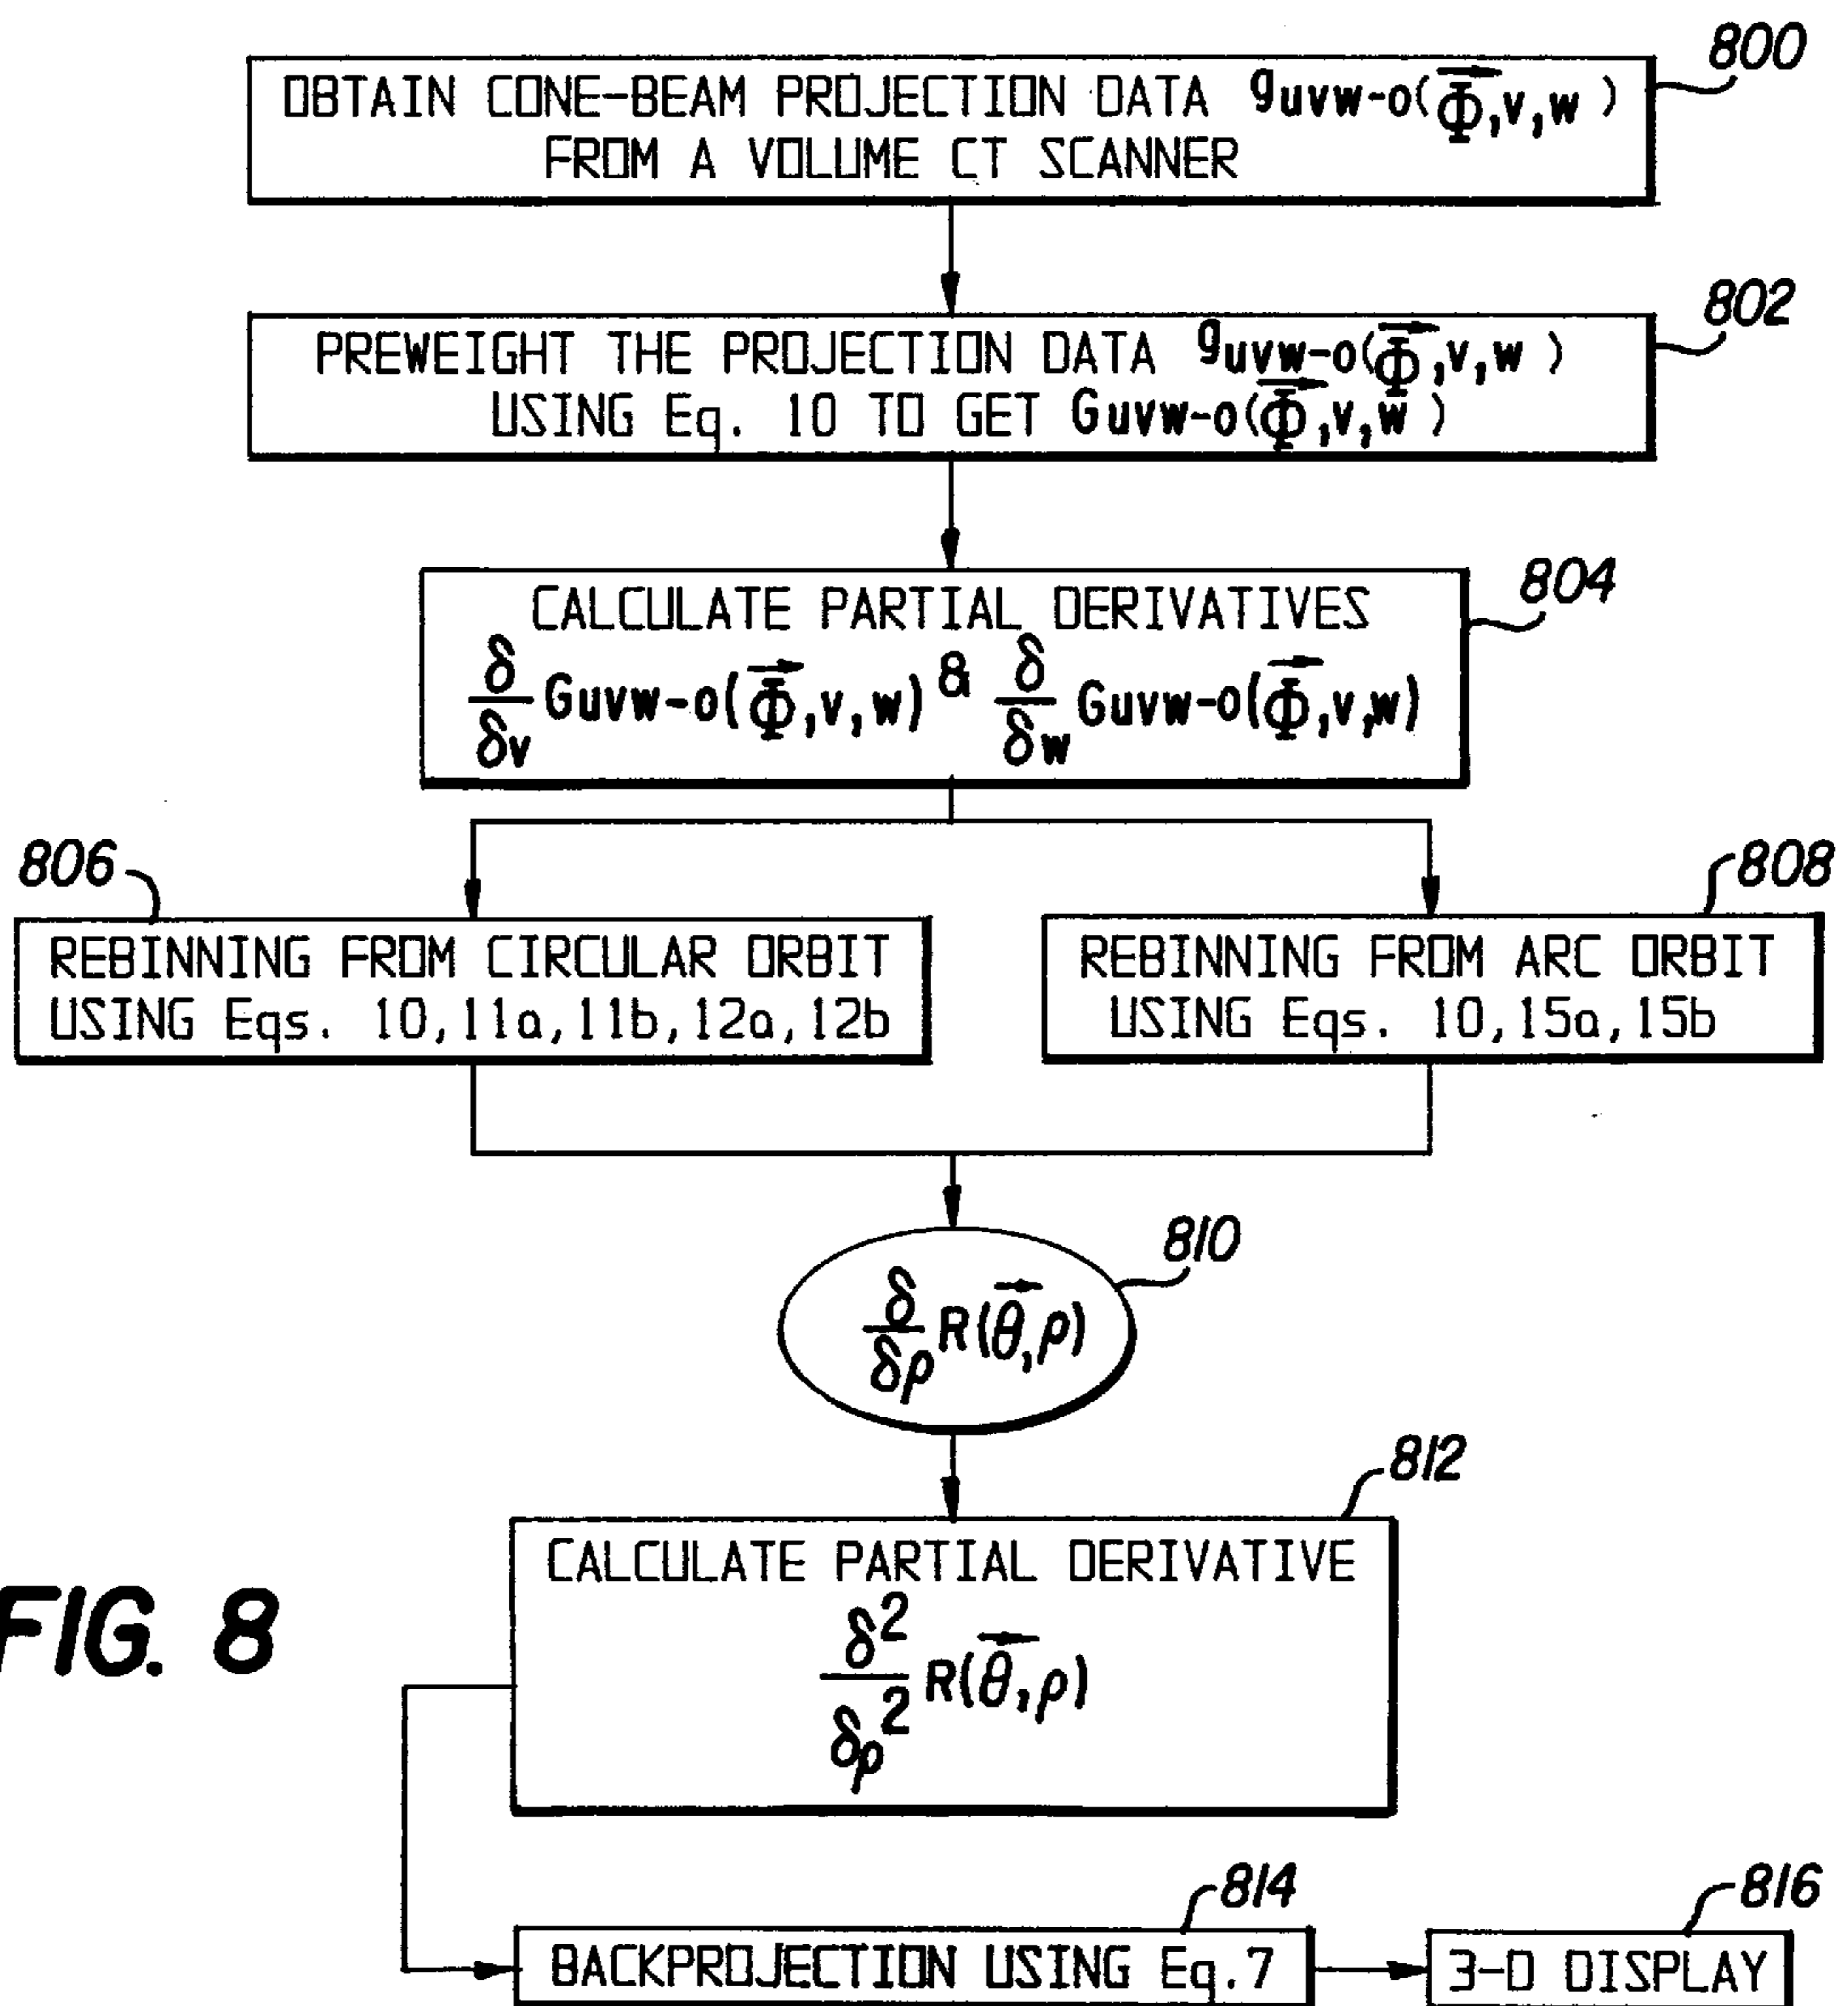 800
OBTAIN CONE-BEAM PROJECTION DATA guvw-o(Φ⃗,v,w)
FROM A VOLUME CT SCANNER
802
PREWEIGHT THE PROJECTION DATA guvw-o(Φ⃗,v,w)
USING Eq. 10 TO GET Guvw-o(Φ⃗,v,w)
804
CALCULATE PARTIAL DERIVATIVES
δ/δv Guvw-o(Φ⃗,v,w) & δ/δw Guvw-o(Φ⃗,v,w)
806
REBINNING FROM CIRCULAR ORBIT
USING Eqs. 10,11a,11b,12a,12b
808
REBINNING FROM ARC ORBIT
USING Eqs. 10,15a,15b
810
δ/δρ R(θ⃗,ρ)
812
CALCULATE PARTIAL DERIVATIVE
δ²/δρ² R(θ⃗,ρ)
FIG. 8
814
BACKPROJECTION USING Eq.7
816
3-D DISPLAY